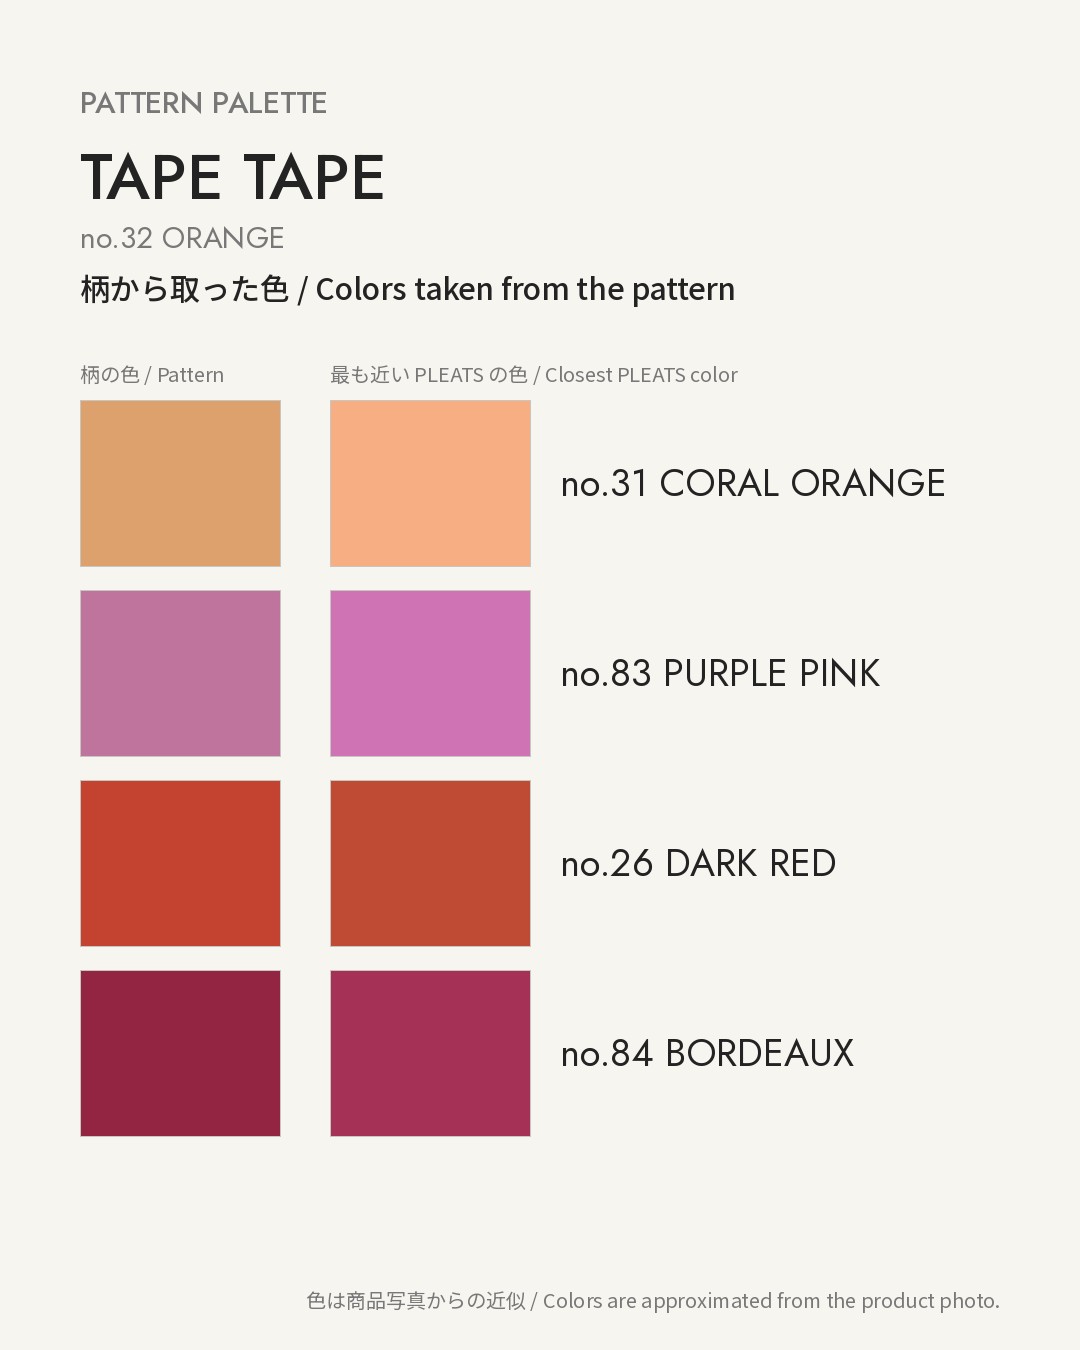 PATTERN PALETTE
TAPE TAPE
no.32 ORANGE
柄から取った色 / Colors taken from the pattern
柄の色 / Pattern
最も近い PLEATS の色 / Closest PLEATS color
no.31 CORAL ORANGE
no.83 PURPLE PINK
no.26 DARK RED
no.84 BORDEAUX
色は商品写真からの近似 / Colors are approximated from the product photo.